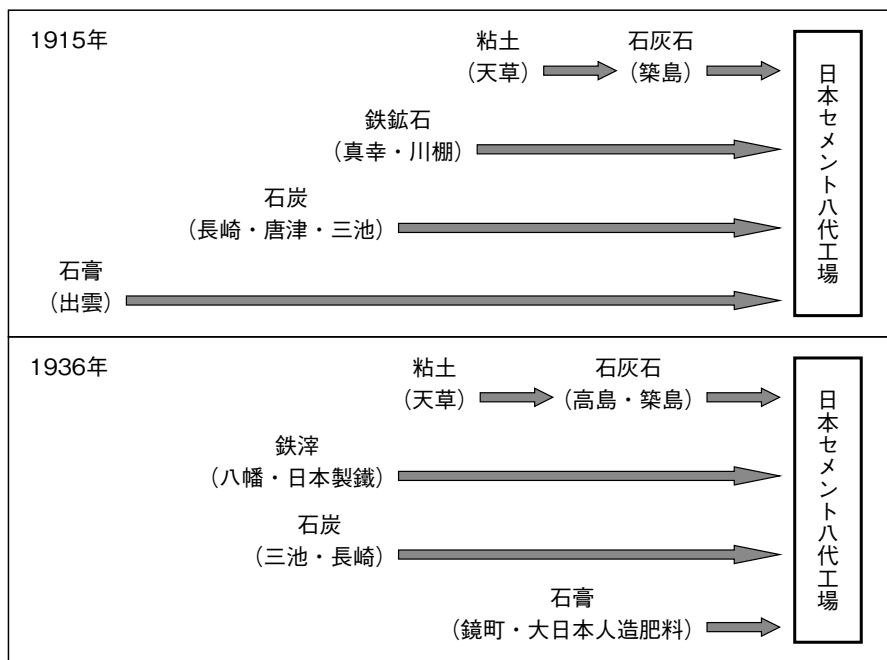 1915年
粘土
(天草)
石灰石
(築島)
鉄鉱石
(真幸・川棚)
石炭
(長崎・唐津・三池)
石膏
(出雲)
日本セメント八代工場
1936年
粘土
(天草)
石灰石
(高島・築島)
鉄滓
(八幡・日本製鐵)
石炭
(三池・長崎)
石膏
(鏡町・大日本人造肥料)
日本セメント八代工場